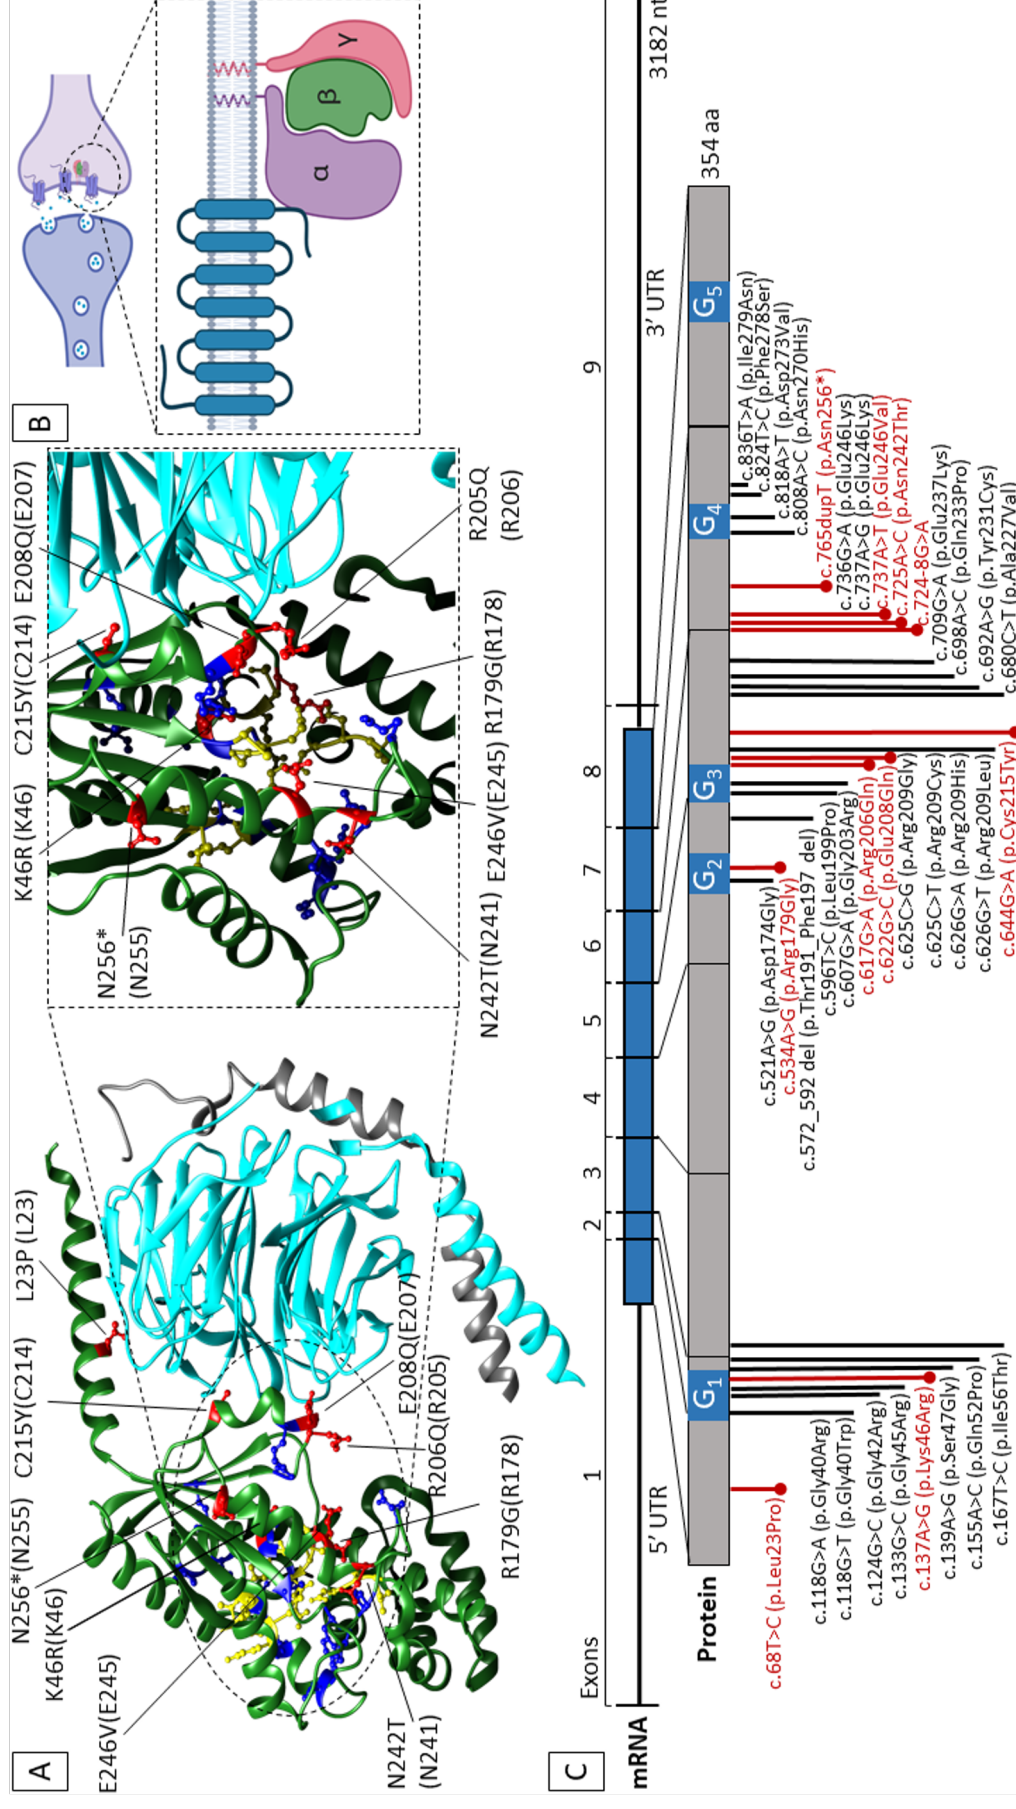 A
N256*(N255)
C215Y(C214)
L23P (L23)
K46R(K46)
E246V(E245)
N242T
(N241)
R179G(R178)
R206Q(R205)
E208Q(E207)
K46R (K46)
C215Y(C214)
E208Q(E207)
N256*
(N255)
N242T(N241)
E246V(E245)
R179G(R178)
R205Q
(R206)
B
α
β
γ
C
Exons
1
2
3
4
5
6
7
8
9
mRNA
5' UTR
3' UTR
3182 nt
Protein
G1
G2
G3
G4
G5
354 aa
c.68T>C (p.Leu23Pro)
c.118G>A (p.Gly40Arg)
c.118G>T (p.Gly40Trp)
c.124G>C (p.Gly42Arg)
c.133G>C (p.Gly45Arg)
c.137A>G (p.Lys46Arg)
c.139A>G (p.Ser47Gly)
c.155A>C (p.Gln52Pro)
c.167T>C (p.Ile56Thr)
c.521A>G (p.Asp174Gly)
c.534A>G (p.Arg179Gly)
c.572_592 del (p.Thr191_Phe197 del)
c.596T>C (p.Leu199Pro)
c.607G>A (p.Gly203Arg)
c.617G>A (p.Arg206Gln)
c.622G>C (p.Glu208Gln)
c.625C>G (p.Arg209Gly)
c.625C>T (p.Arg209Cys)
c.626G>A (p.Arg209His)
c.626G>T (p.Arg209Leu)
c.644G>A (p.Cys215Tyr)
c.680C>T (p.Ala227Val)
c.692A>G (p.Tyr231Cys)
c.698A>C (p.Gln233Pro)
c.709G>A (p.Glu237Lys)
c.724-8G>A
c.725A>C (p.Asn242Thr)
c.737A>T (p.Glu246Val)
c.737A>G (p.Glu246Lys)
c.736G>A (p.Glu246Lys)
c.765dupT (p.Asn256*)
c.808A>C (p.Asn270His)
c.818A>T (p.Asp273Val)
c.824T>C (p.Phe278Ser)
c.836T>A (p.Ile279Asn)